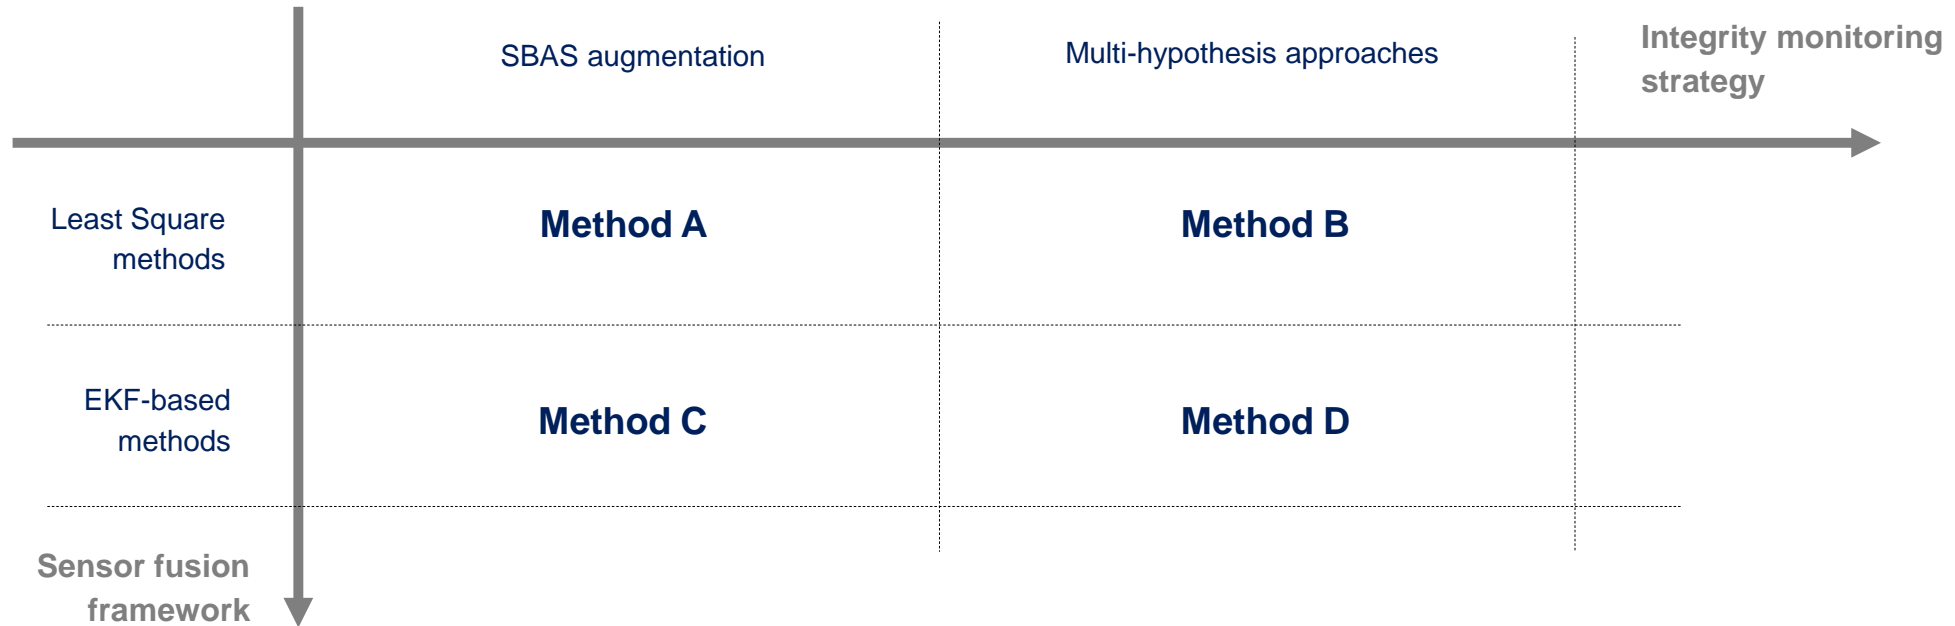 SBAS augmentation
Multi-hypothesis approaches
Integrity monitoring
strategy
Least Square
methods
Method A
Method B
EKF-based
methods
Method C
Method D
Sensor fusion
framework